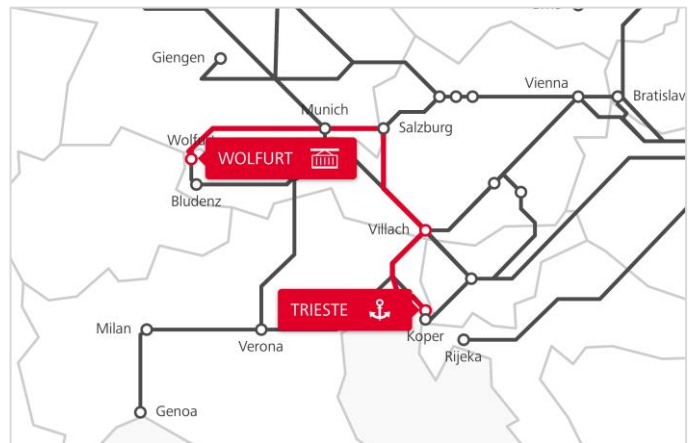 Giengen
Vienna
Bratislav
Munich
Salzburg
WOLFURT
Bludenz
Villach
TRIESTE
Milan
Verona
Koper
Rijeka
Genoa